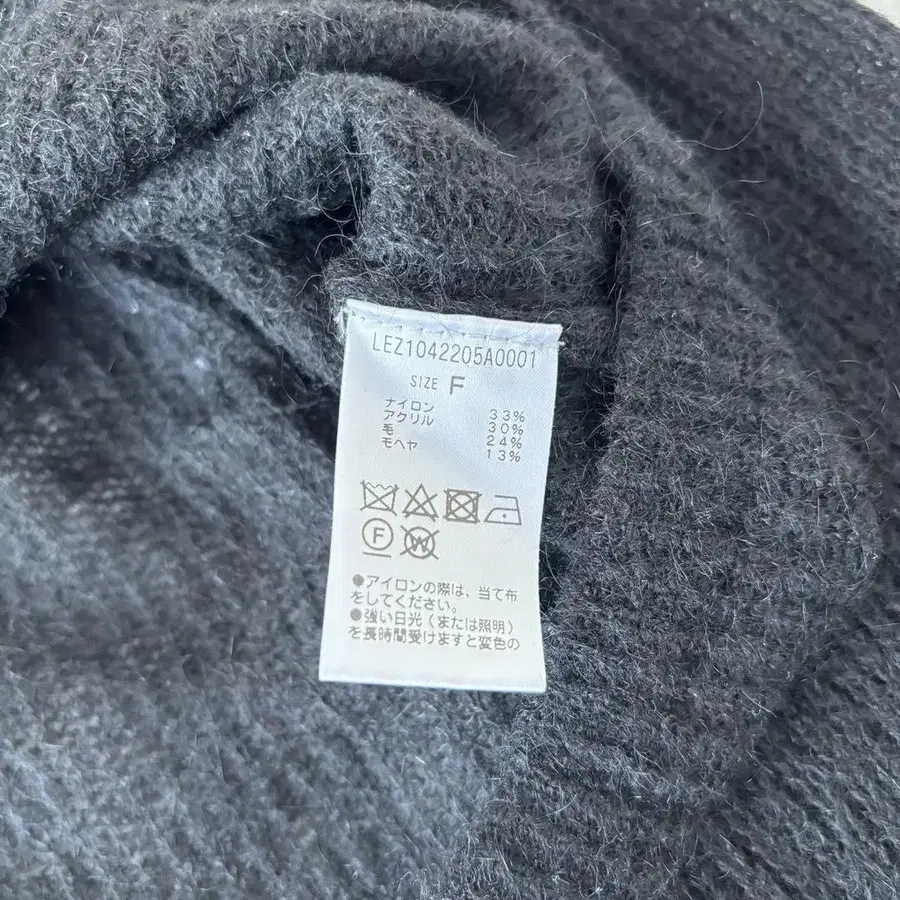 LEZ1042205A0001
SIZE F
ナイロン 33%
アクリル 30%
毛 24%
モヘヤ 13%
F W
●アイロンの際は、当て布
をしてください。
●強い日光(または照明)
を長時間受けますと変色の